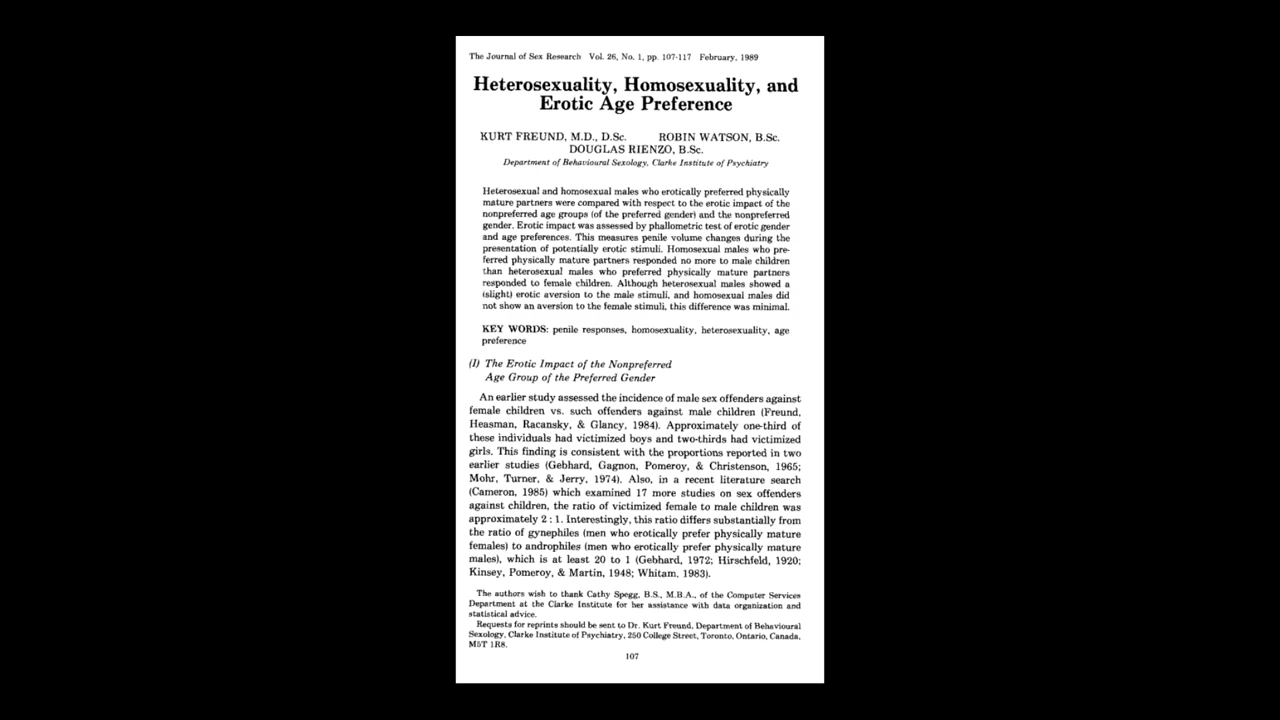 The Journal of Sex Research Vol. 26, No. 1, pp. 107-117 February, 1989
Heterosexuality, Homosexuality, and
Erotic Age Preference
KURT FREUND, M.D., D.Sc. ROBIN WATSON, B.Sc.
DOUGLAS RIENZO, B.Sc.
Department of Behavioural Sexology, Clarke Institute of Psychiatry
Heterosexual and homosexual males who erotically preferred physically
mature partners were compared with respect to the erotic impact of the
nonpreferred age groups (of the preferred gender) and the nonpreferred
gender. Erotic impact was assessed by phallometric test of erotic gender
and age preferences. This measures penile volume changes during the
presentation of potentially erotic stimuli. Homosexual males who pre-
ferred physically mature partners responded no more to male children
than heterosexual males who preferred physically mature partners
responded to female children. Although heterosexual males showed a
(slight) erotic aversion to the male stimuli, and homosexual males did
not show an aversion to the female stimuli, this difference was minimal.
KEY WORDS: penile responses, homosexuality, heterosexuality, age
preference
(I) The Erotic Impact of the Nonpreferred
Age Group of the Preferred Gender
An earlier study assessed the incidence of male sex offenders against
female children vs. such offenders against male children (Freund,
Heasman, Racansky, & Glancy, 1984). Approximately one-third of
these individuals had victimized boys and two-thirds had victimized
girls. This finding is consistent with the proportions reported in two
earlier studies (Gebhard, Gagnon, Pomeroy, & Christenson, 1965;
Mohr, Turner, & Jerry, 1974). Also, in a recent literature search
(Cameron, 1985) which examined 17 more studies on sex offenders
against children, the ratio of victimized female to male children was
approximately 2 : 1. Interestingly, this ratio differs substantially from
the ratio of gynephiles (men who erotically prefer physically mature
females) to androphiles (men who erotically prefer physically mature
males), which is at least 20 to 1 (Gebhard, 1972; Hirschfeld, 1920;
Kinsey, Pomeroy, & Martin, 1948; Whitam, 1983).
The authors wish to thank Cathy Spegg, B.S., M.B.A., of the Computer Services
Department at the Clarke Institute for her assistance with data organization and
statistical advice.
Requests for reprints should be sent to Dr. Kurt Freund, Department of Behavioural
Sexology, Clarke Institute of Psychiatry, 250 College Street, Toronto, Ontario, Canada,
M5T 1R8.
107